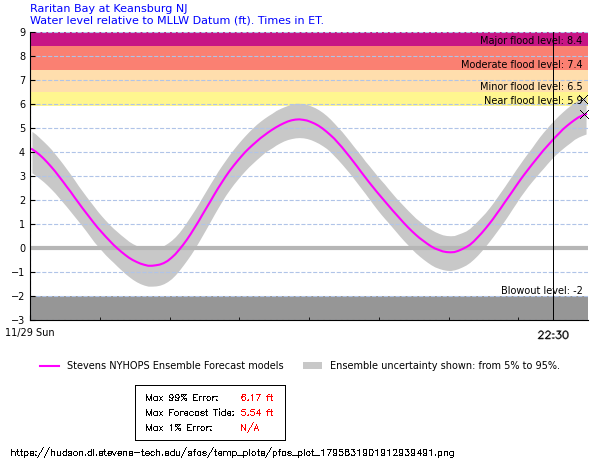 Raritan Bay at Keansburg NJ
Water level relative to MLLW Datum (ft). Times in ET.
9
8
7
6
5
4
3
2
1
0
−1
−2
−3
Major flood level: 8.4
Moderate flood level: 7.4
Minor flood level: 6.5
Near flood level: 5.9
Blowout level: -2
11/29 Sun
22:30
Stevens NYHOPS Ensemble Forecast models
Ensemble uncertainty shown: from 5% to 95%.
Max 99% Error: 6.17 ft
Max Forecast Tide: 5.54 ft
Max 1% Error: N/A
https://hudson.dl.stevens-tech.edu/sfas/temp_plots/pfas_plot_1795831901912939491.png